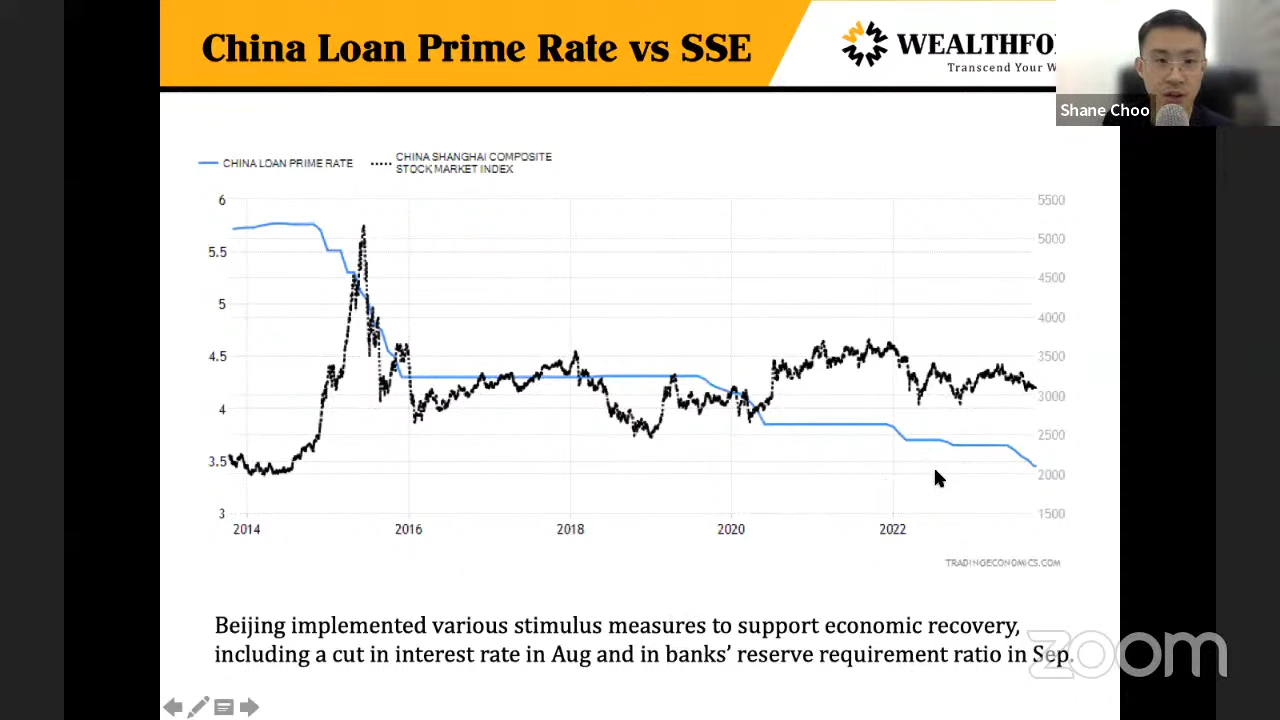 China Loan Prime Rate vs SSE
WEALTHFO
Transcend Your W
Shane Choo
CHINA LOAN PRIME RATE
CHINA SHANGHAI COMPOSITE
STOCK MARKET INDEX
6
5.5
5
4.5
4
3.5
3
5500
5000
4500
4000
3500
3000
2500
2000
1500
2014 2016 2018 2020 2022
TRADINGECONOMICS.COM
Beijing implemented various stimulus measures to support economic recovery,
including a cut in interest rate in Aug and in banks’ reserve requirement ratio in Sep.
zoom